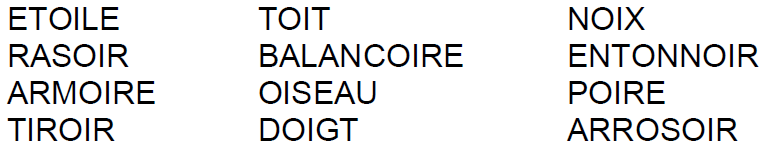 ETOILE TOIT NOIX
RASOIR BALANCOIRE ENTONNOIR
ARMOIRE OISEAU POIRE
TIROIR DOIGT ARROSOIR